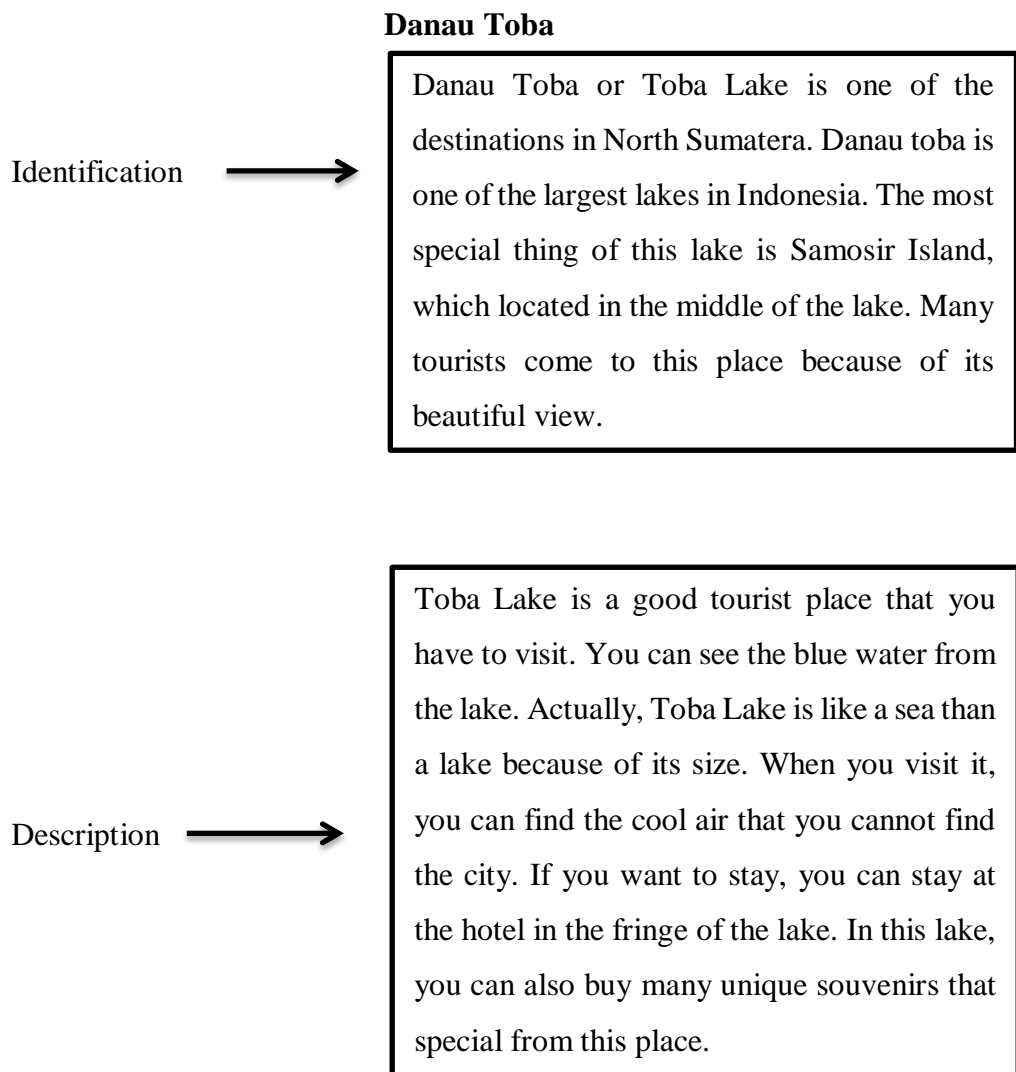 Danau Toba
Identification
Danau Toba or Toba Lake is one of the
destinations in North Sumatera. Danau toba is
one of the largest lakes in Indonesia. The most
special thing of this lake is Samosir Island,
which located in the middle of the lake. Many
tourists come to this place because of its
beautiful view.
Description
Toba Lake is a good tourist place that you
have to visit. You can see the blue water from
the lake. Actually, Toba Lake is like a sea than
a lake because of its size. When you visit it,
you can find the cool air that you cannot find
the city. If you want to stay, you can stay at
the hotel in the fringe of the lake. In this lake,
you can also buy many unique souvenirs that
special from this place.